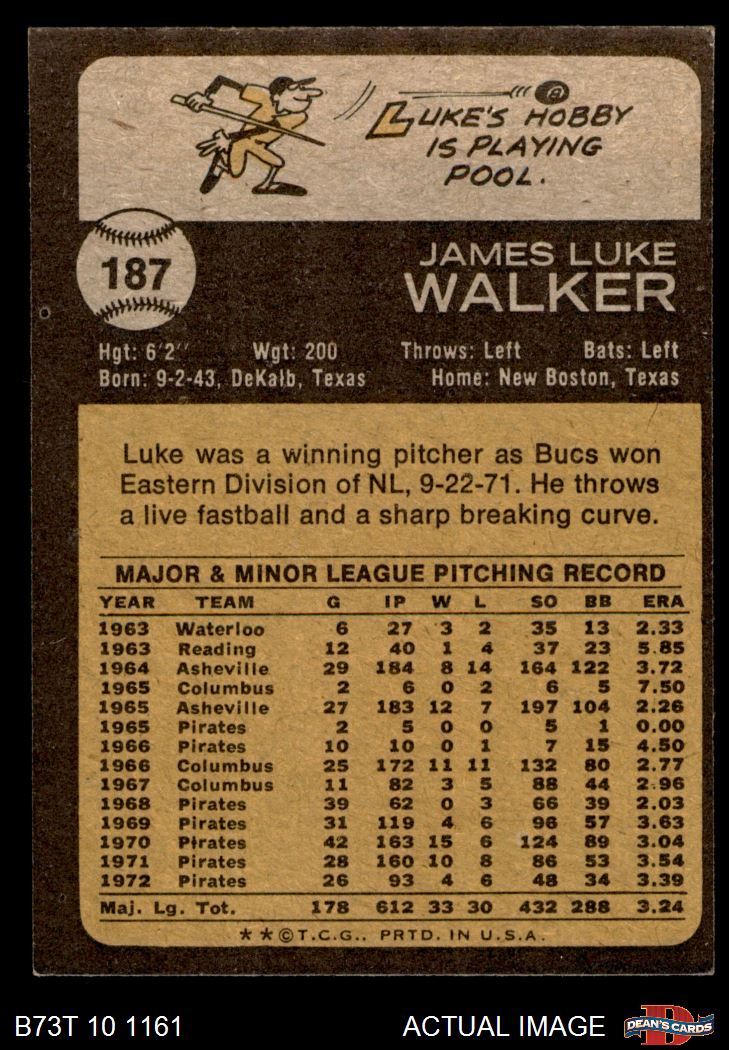 8
LUKE'S HOBBY
IS PLAYING
POOL.
187
JAMES LUKE
WALKER
Hgt: 6'2" Wgt: 200 Throws: Left Bats: Left
Born: 9-2-43, DeKalb, Texas Home: New Boston, Texas
Luke was a winning pitcher as Bucs won
Eastern Division of NL, 9-22-71. He throws
a live fastball and a sharp breaking curve.
MAJOR & MINOR LEAGUE PITCHING RECORD
YEAR TEAM G IP W L SO BB ERA
1963 Waterloo 6 27 3 2 35 13 2.33
1963 Reading 12 40 1 4 37 23 5.85
1964 Asheville 29 184 8 14 164 122 3.72
1965 Columbus 2 6 0 2 6 5 7.50
1965 Asheville 27 183 12 7 197 104 2.26
1965 Pirates 2 5 0 0 5 1 0.00
1966 Pirates 10 10 0 1 7 15 4.50
1966 Columbus 25 172 11 11 132 80 2.77
1967 Columbus 11 82 3 5 88 44 2.96
1968 Pirates 39 62 0 3 66 39 2.03
1969 Pirates 31 119 4 6 96 57 3.63
1970 Pirates 42 163 15 6 124 89 3.04
1971 Pirates 28 160 10 8 86 53 3.54
1972 Pirates 26 93 4 6 48 34 3.39
Maj. Lg. Tot. 178 612 33 30 432 288 3.24
**©T.C.G.. PRTD. IN U.S.A.
B73T 10 1161 ACTUAL IMAGE
D
DEAN'S CARDS